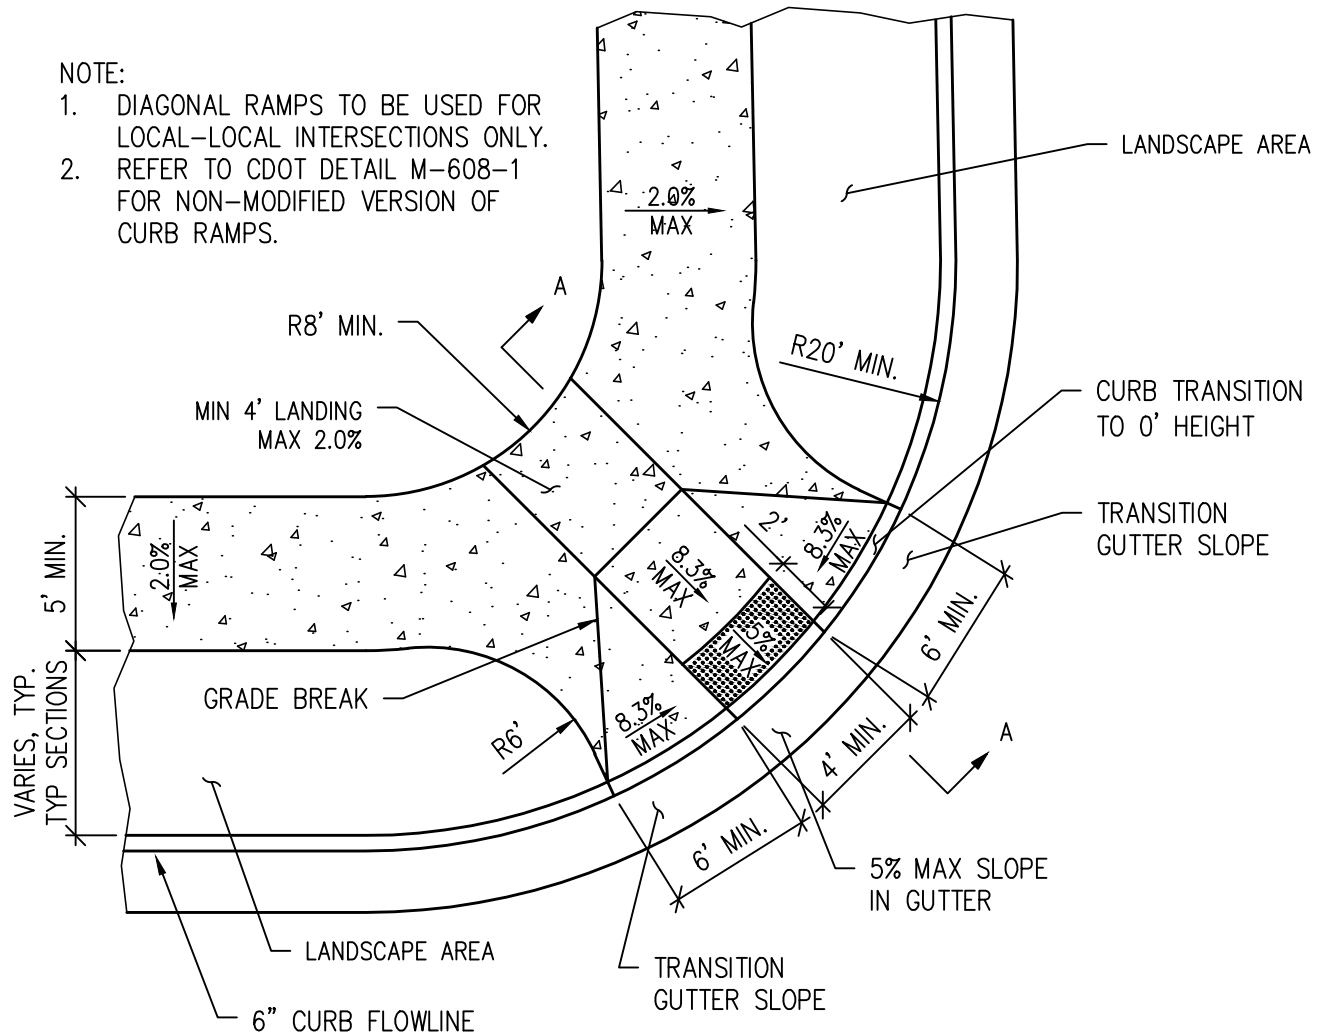 NOTE:
1. DIAGONAL RAMPS TO BE USED FOR
LOCAL-LOCAL INTERSECTIONS ONLY.
2. REFER TO CDOT DETAIL M-608-1
FOR NON-MODIFIED VERSION OF
CURB RAMPS.
LANDSCAPE AREA
2.0%
MAX
A
R8' MIN.
R20' MIN.
MIN 4' LANDING
MAX 2.0%
CURB TRANSITION
TO 0' HEIGHT
TRANSITION
GUTTER SLOPE
2'
8.3%
MAX
8.3%
MAX
5%
MAX
5' MIN.
2.0%
MAX
6' MIN.
GRADE BREAK
8.3%
MAX
R6'
VARIES, TYP.
TYP SECTIONS
4' MIN.
A
6' MIN.
5% MAX SLOPE
IN GUTTER
LANDSCAPE AREA
TRANSITION
GUTTER SLOPE
6" CURB FLOWLINE